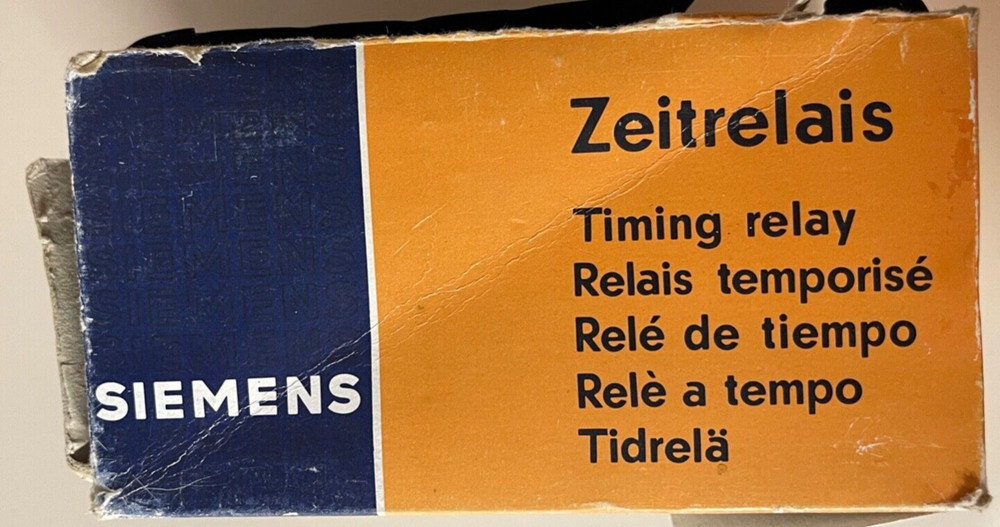 SIEMENS
Zeitrelais
Timing relay
Relais temporisé
Relé de tiempo
Relè a tempo
Tidrelä